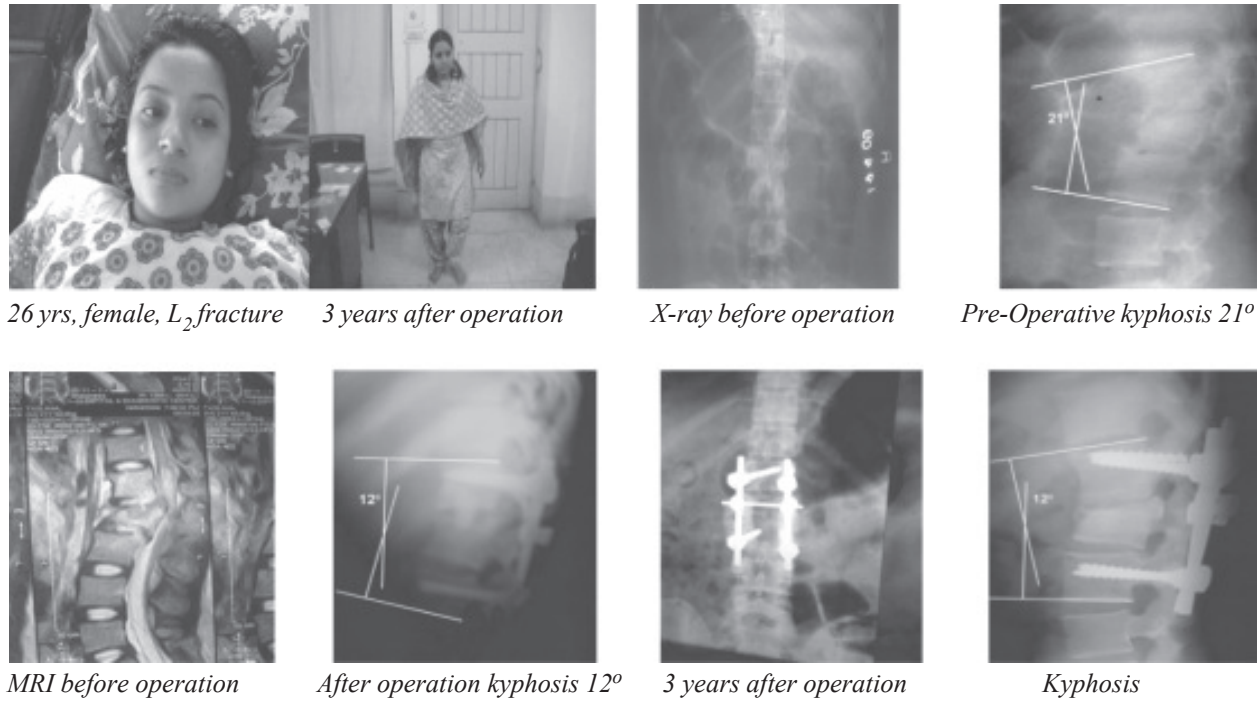 21º
26 yrs, female, L2 fracture
3 years after operation
X-ray before operation
Pre-Operative kyphosis 21º
12º
12º
MRI before operation
After operation kyphosis 12º
3 years after operation
Kyphosis